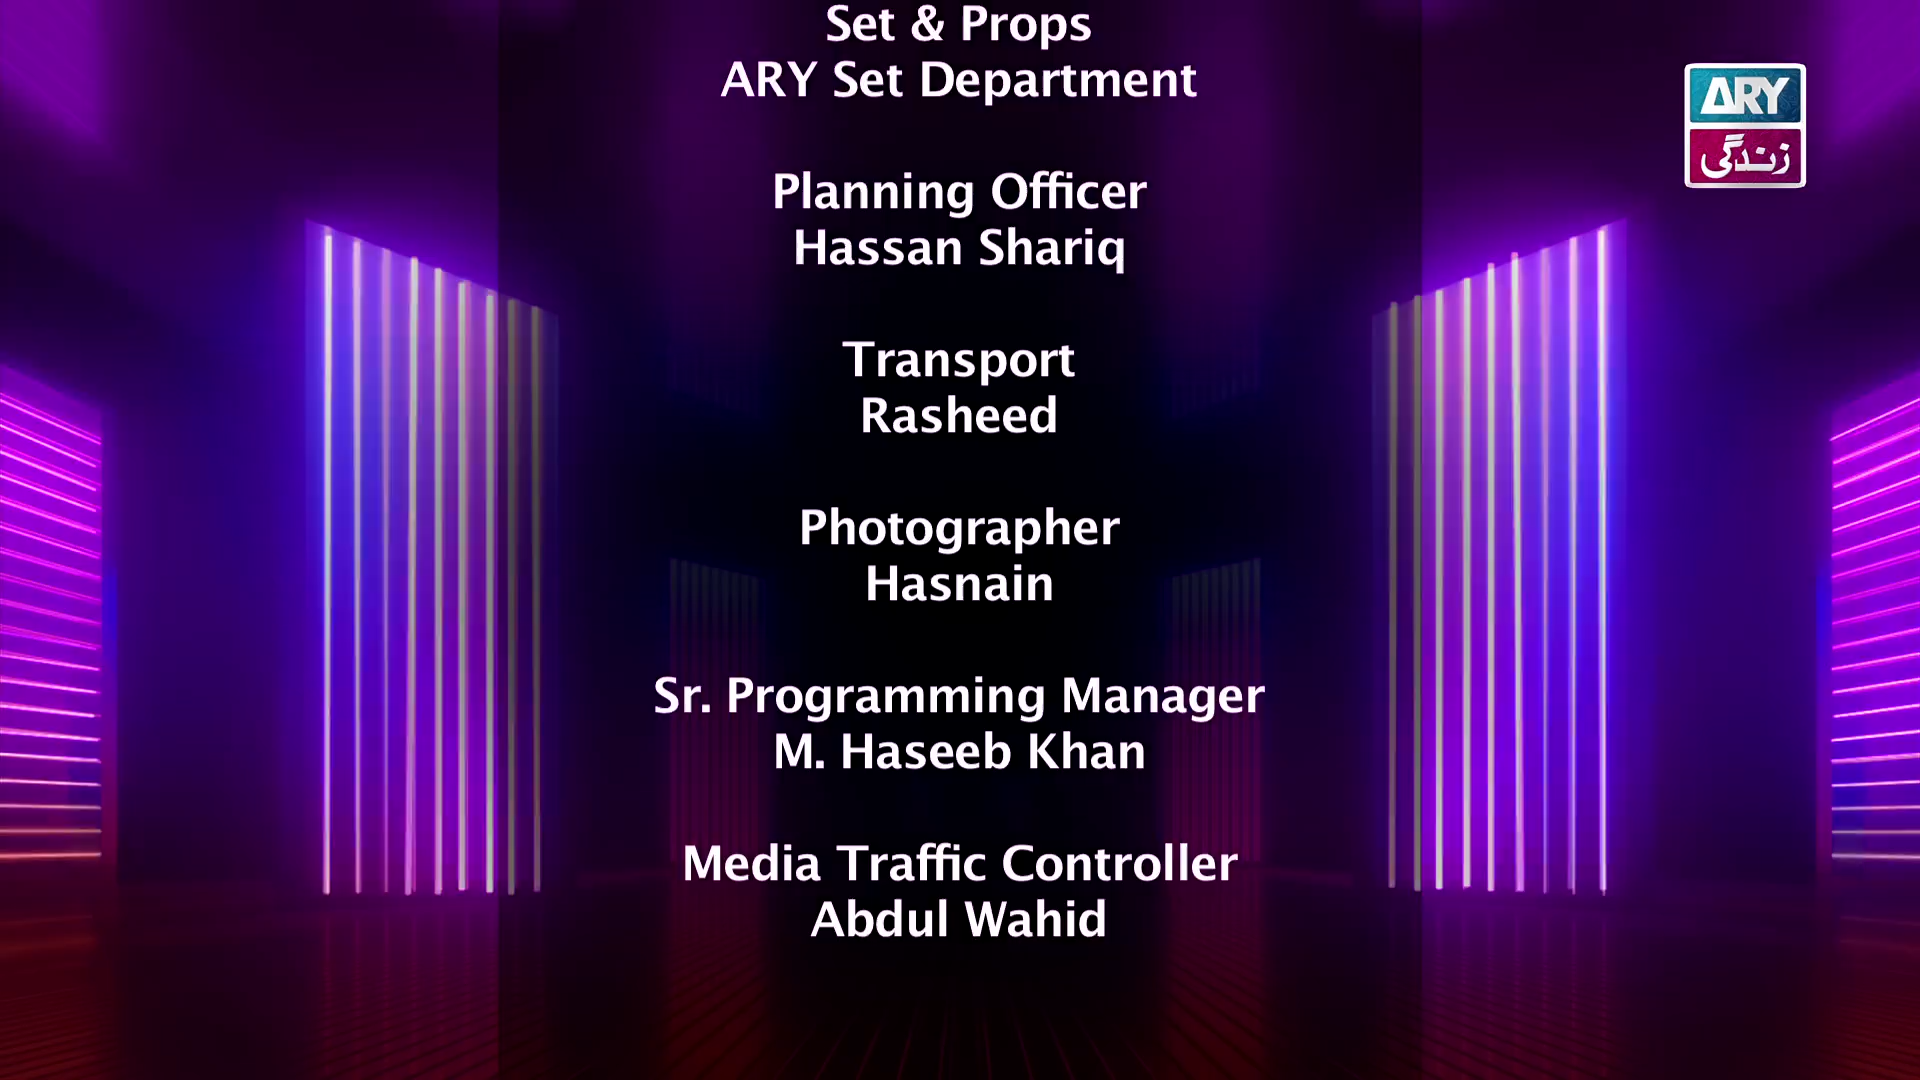 Set & Props
ARY Set Department
Planning Officer
Hassan Shariq
Transport
Rasheed
Photographer
Hasnain
Sr. Programming Manager
M. Haseeb Khan
Media Traffic Controller
Abdul Wahid
ARY
زندگی